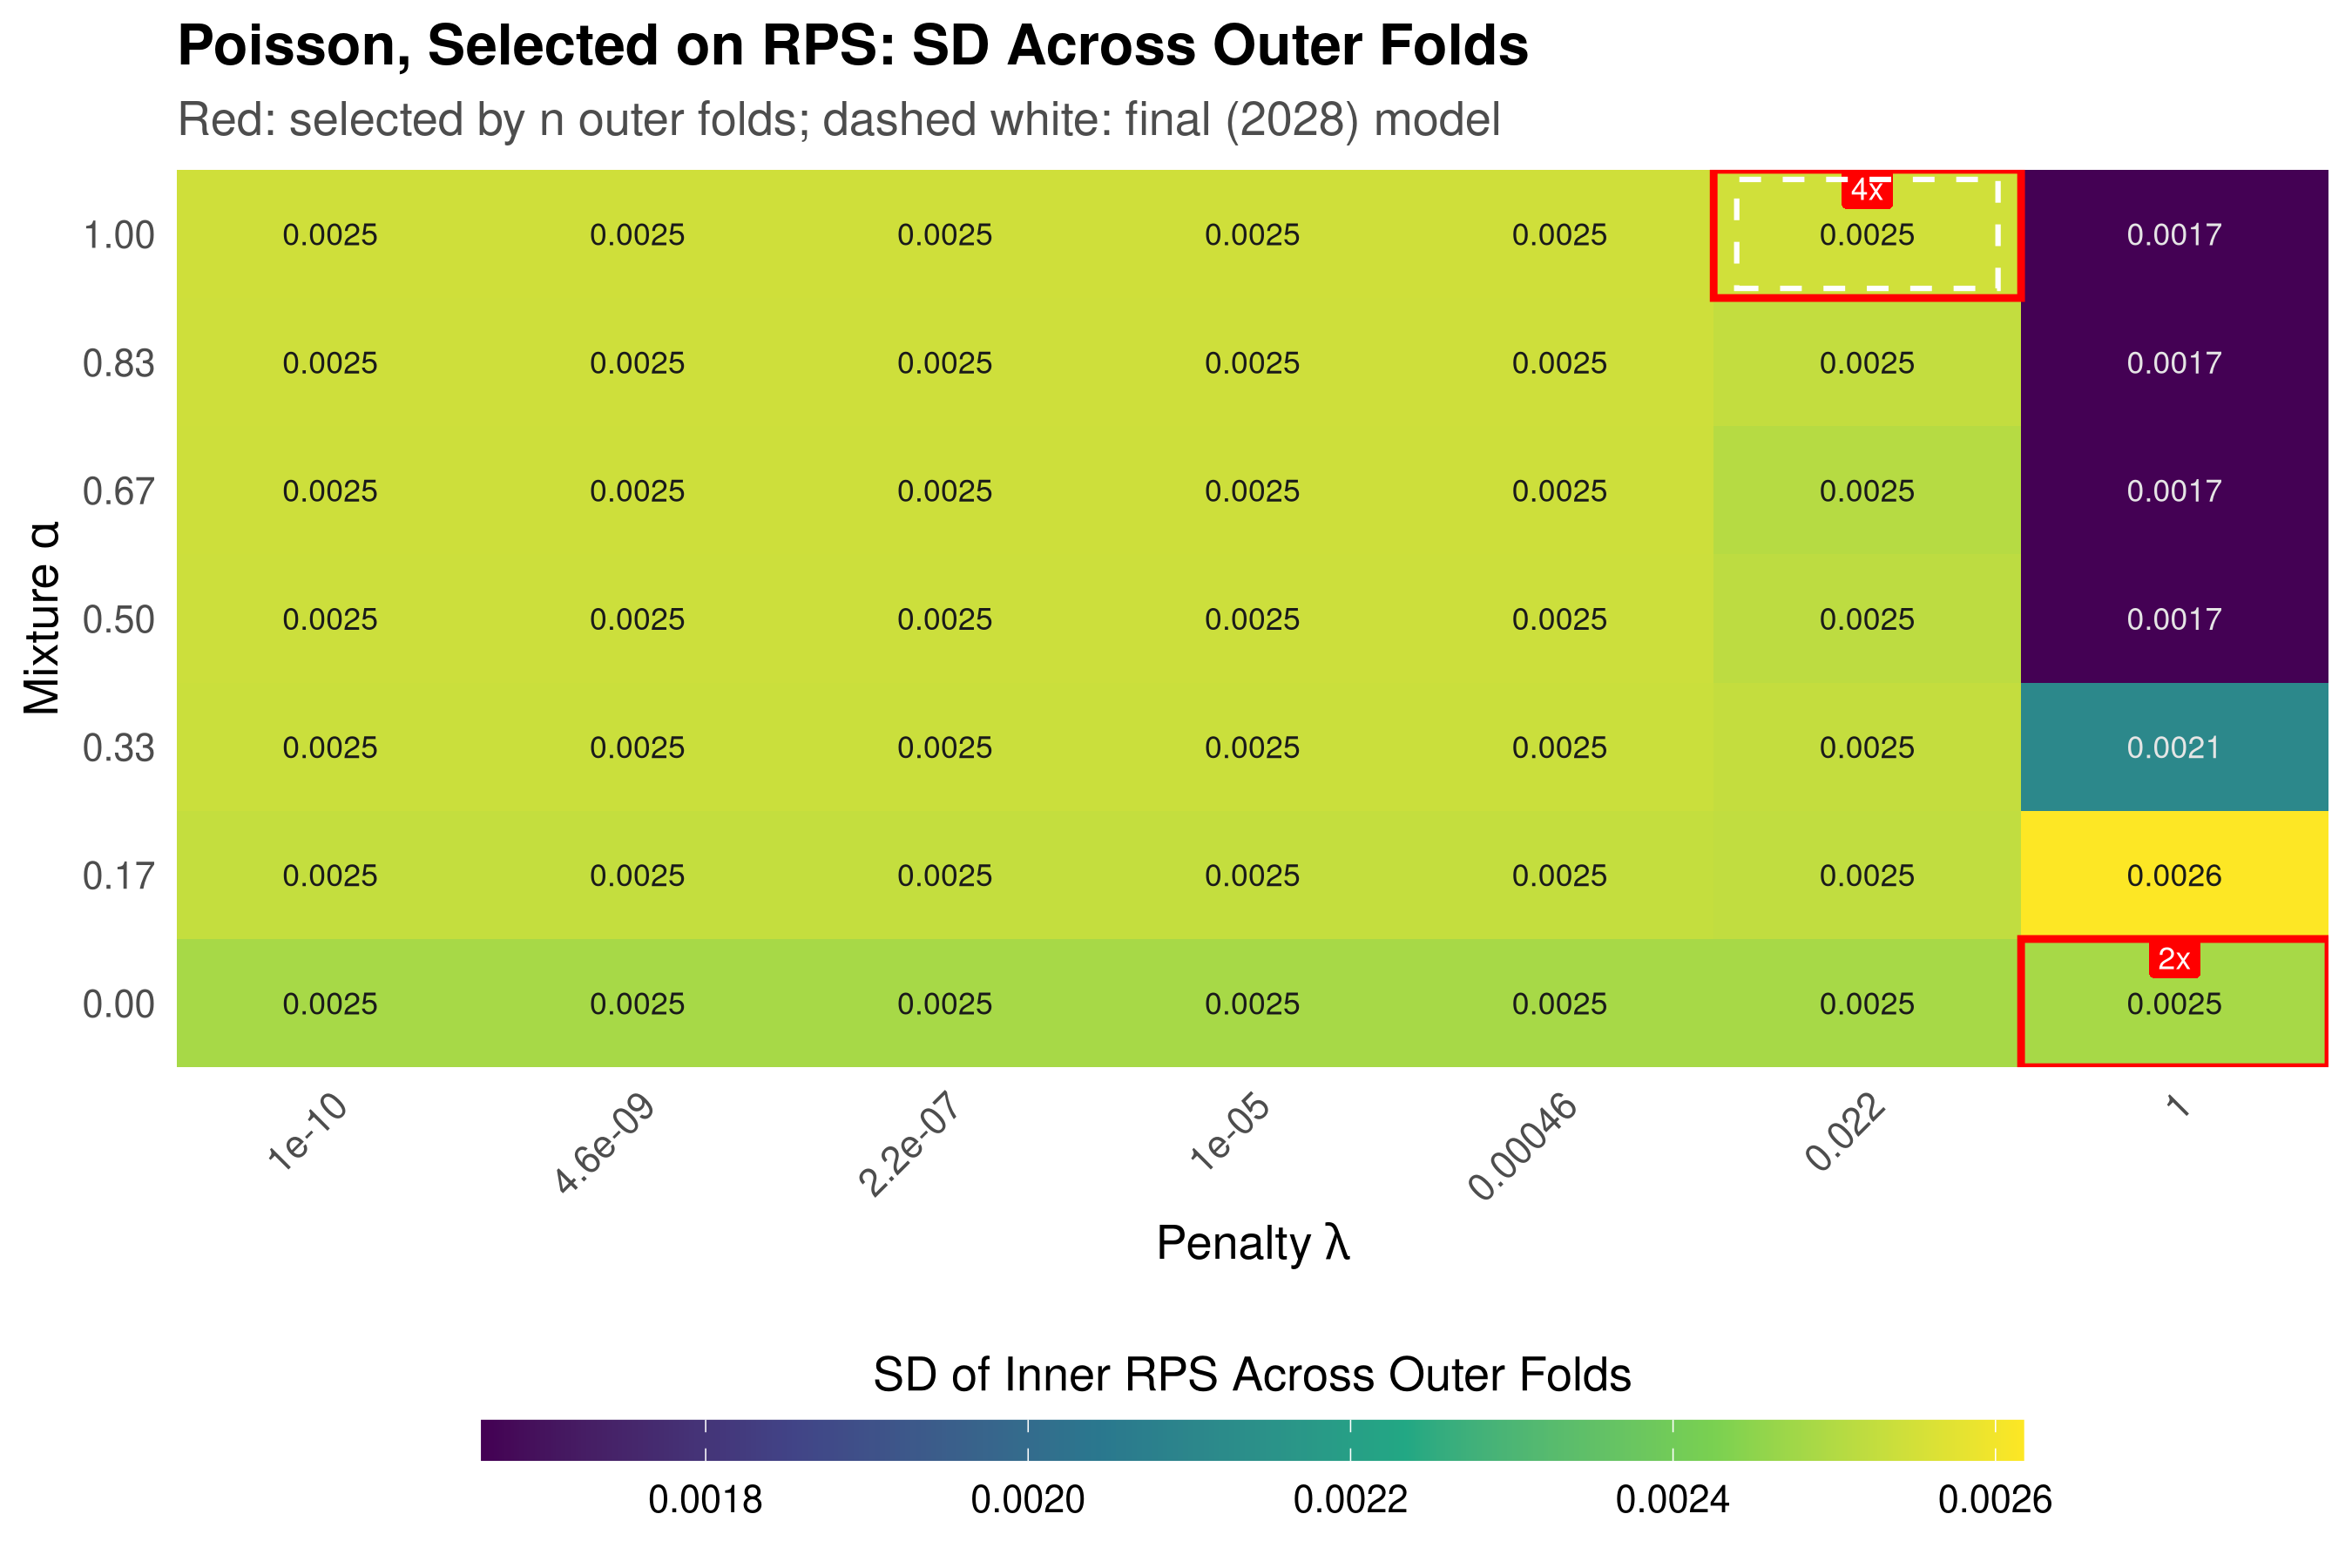 Poisson, Selected on RPS: SD Across Outer Folds
Red: selected by n outer folds; dashed white: final (2028) model
Mixture α
1.00 0.0025 0.0025 0.0025 0.0025 0.0025 4x 0.0025 0.0017
0.83 0.0025 0.0025 0.0025 0.0025 0.0025 0.0025 0.0017
0.67 0.0025 0.0025 0.0025 0.0025 0.0025 0.0025 0.0017
0.50 0.0025 0.0025 0.0025 0.0025 0.0025 0.0025 0.0017
0.33 0.0025 0.0025 0.0025 0.0025 0.0025 0.0025 0.0021
0.17 0.0025 0.0025 0.0025 0.0025 0.0025 0.0025 0.0026
0.00 0.0025 0.0025 0.0025 0.0025 0.0025 0.0025 2x 0.0025
1e-10 4.6e-09 2.2e-07 1e-05 0.00046 0.022 1
Penalty λ
SD of Inner RPS Across Outer Folds
0.0018 0.0020 0.0022 0.0024 0.0026